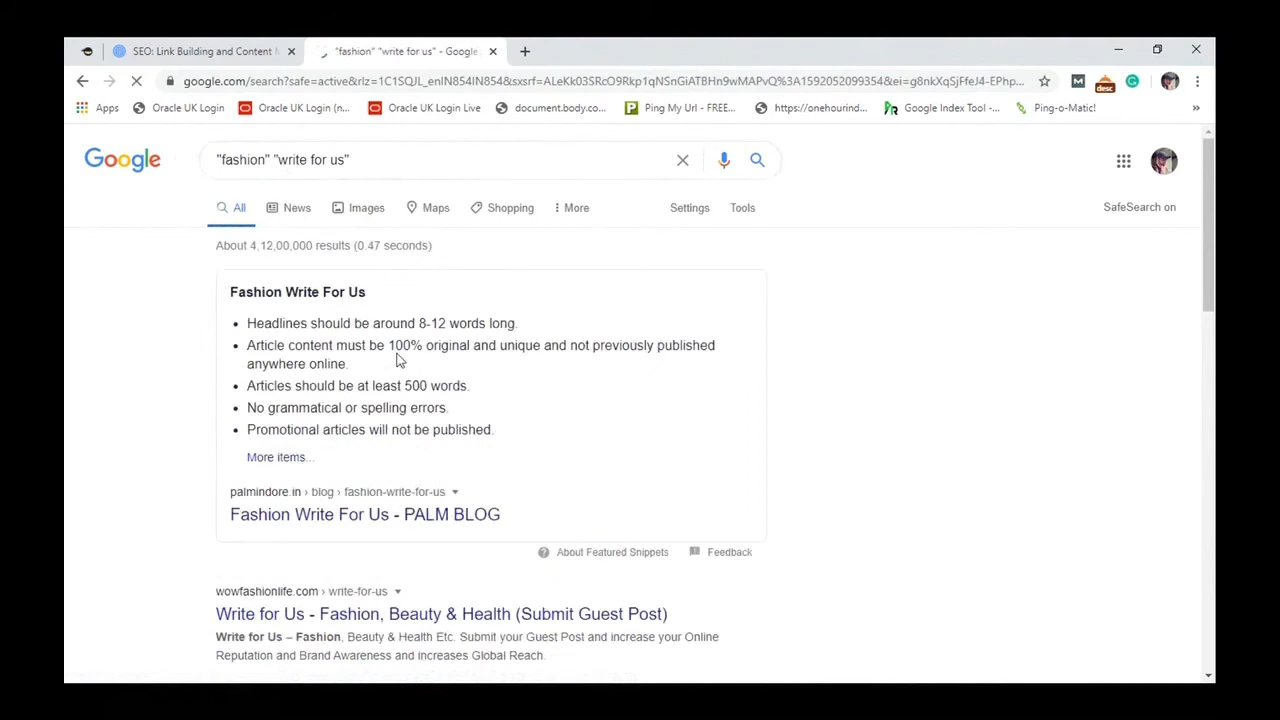 SEO: Link Building and Content M
"fashion" "write for us" - Google
google.com/search?safe=active&rlz=1C1SQJL_enIN854IN854&sxsrf=ALeKk03SRcO9Rkp1qNSnGiATBHn9wMAPvQ%3A1592052099354&ei=g8nkXqSjFfeJ4-EPhp...
Apps
Oracle UK Login
Oracle UK Login (n...
Oracle UK Login Live
document.body.co...
Ping My Url - FREE...
https://onehourind...
Google Index Tool -...
Ping-o-Matic!
M
desc
Google
"fashion" "write for us"
All
News
Images
Maps
Shopping
More
Settings
Tools
SafeSearch on
About 4,12,00,000 results (0.47 seconds)
Fashion Write For Us
Headlines should be around 8-12 words long.
Article content must be 100% original and unique and not previously published
anywhere online.
Articles should be at least 500 words.
No grammatical or spelling errors.
Promotional articles will not be published.
More items...
palmindore.in › blog › fashion-write-for-us
Fashion Write For Us - PALM BLOG
About Featured Snippets
Feedback
wowfashionlife.com › write-for-us
Write for Us - Fashion, Beauty & Health (Submit Guest Post)
Write for Us – Fashion, Beauty & Health Etc. Submit your Guest Post and increase your Online
Reputation and Brand Awareness and increases Global Reach.